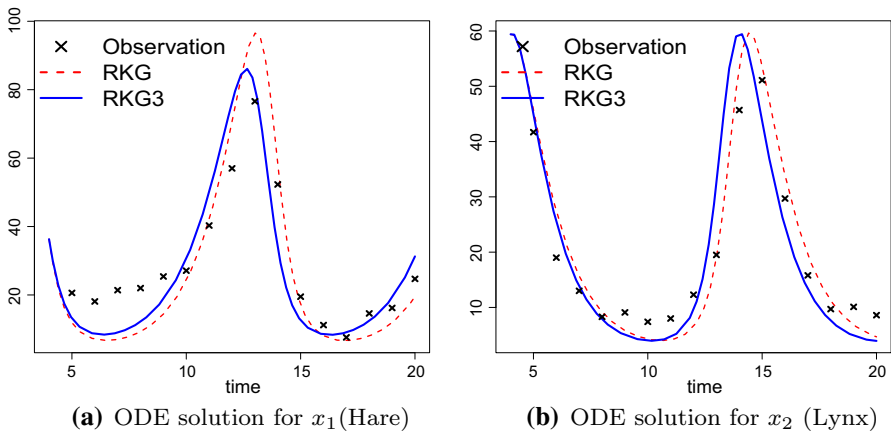 100
80
60
40
20
× Observation
RKG
RKG3
5
10
15
20
time
(a) ODE solution for x₁(Hare)
60
50
40
30
20
10
× Observation
RKG
RKG3
5
10
15
20
time
(b) ODE solution for x₂ (Lynx)